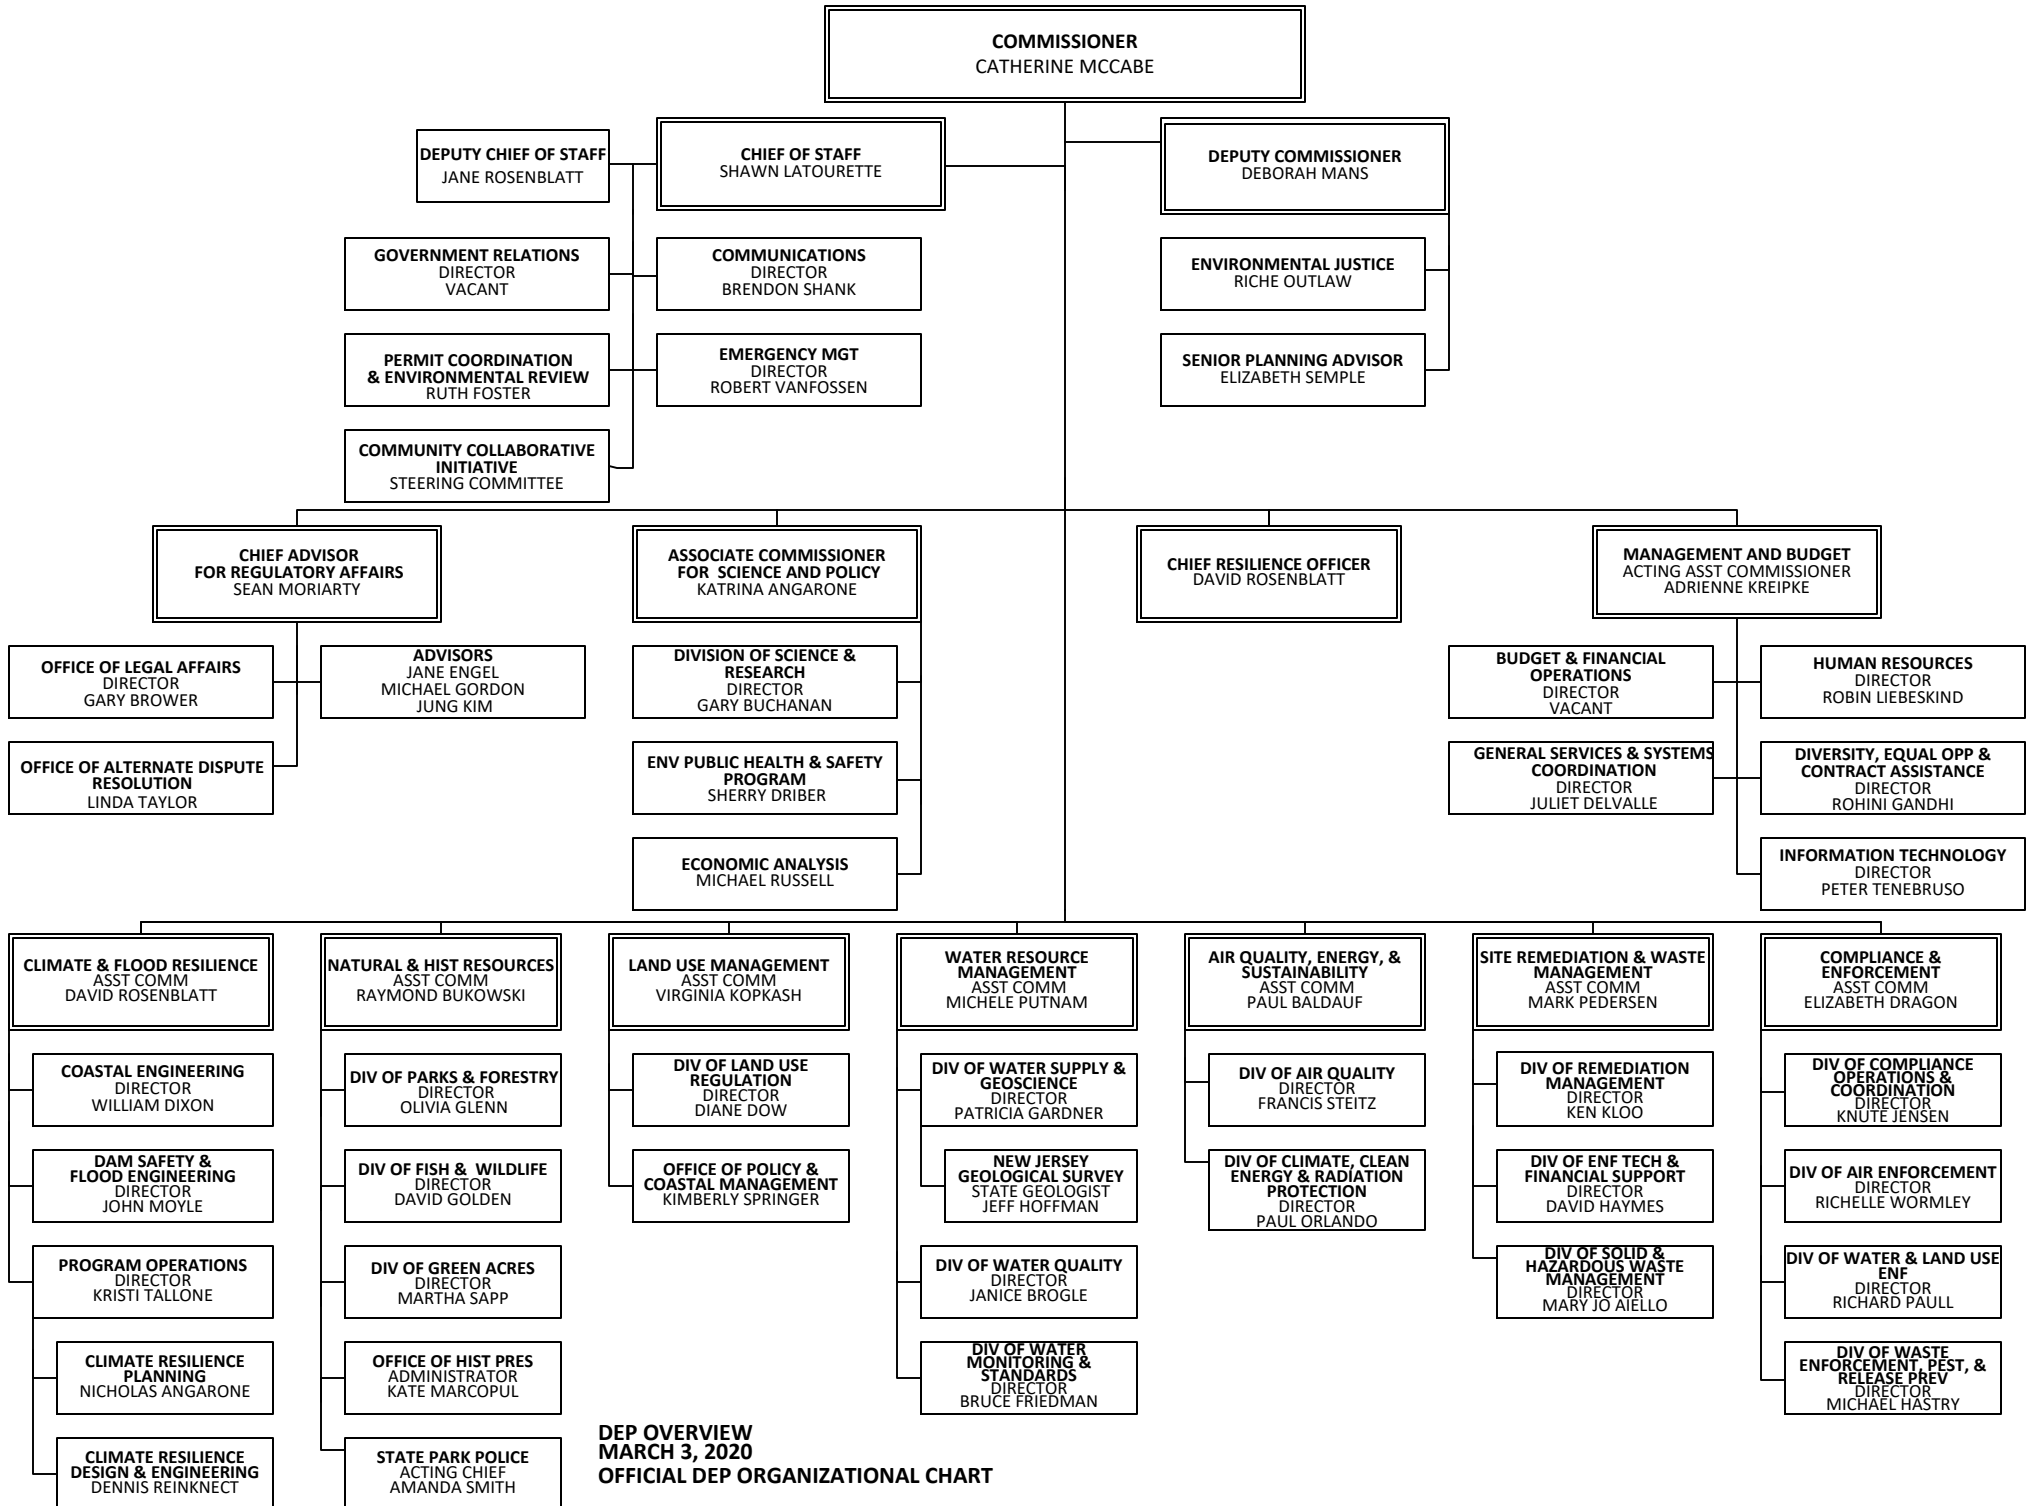 COMMISSIONER
CATHERINE MCCABE
DEPUTY CHIEF OF STAFF
JANE ROSENBLATT
CHIEF OF STAFF
SHAWN LATOURETTE
DEPUTY COMMISSIONER
DEBORAH MANS
GOVERNMENT RELATIONS
DIRECTOR
VACANT
COMMUNICATIONS
DIRECTOR
BRENDON SHANK
ENVIRONMENTAL JUSTICE
RICHE OUTLAW
PERMIT COORDINATION
& ENVIRONMENTAL REVIEW
RUTH FOSTER
EMERGENCY MGT
DIRECTOR
ROBERT VANFOSSEN
SENIOR PLANNING ADVISOR
ELIZABETH SEMPLE
COMMUNITY COLLABORATIVE
INITIATIVE
STEERING COMMITTEE
CHIEF ADVISOR
FOR REGULATORY AFFAIRS
SEAN MORIARTY
ASSOCIATE COMMISSIONER
FOR SCIENCE AND POLICY
KATRINA ANGARONE
CHIEF RESILIENCE OFFICER
DAVID ROSENBLATT
MANAGEMENT AND BUDGET
ACTING ASST COMMISSIONER
ADRIENNE KREIPKE
OFFICE OF LEGAL AFFAIRS
DIRECTOR
GARY BROWER
ADVISORS
JANE ENGEL
MICHAEL GORDON
JUNG KIM
DIVISION OF SCIENCE &
RESEARCH
DIRECTOR
GARY BUCHANAN
BUDGET & FINANCIAL
OPERATIONS
DIRECTOR
VACANT
HUMAN RESOURCES
DIRECTOR
ROBIN LIEBESKIND
OFFICE OF ALTERNATE DISPUTE
RESOLUTION
LINDA TAYLOR
ENV PUBLIC HEALTH & SAFETY
PROGRAM
SHERRY DRIBER
GENERAL SERVICES & SYSTEMS
COORDINATION
DIRECTOR
JULIET DELVALLE
DIVERSITY, EQUAL OPP &
CONTRACT ASSISTANCE
DIRECTOR
ROHINI GANDHI
ECONOMIC ANALYSIS
MICHAEL RUSSELL
INFORMATION TECHNOLOGY
DIRECTOR
PETER TENEBRUSO
CLIMATE & FLOOD RESILIENCE
ASST COMM
DAVID ROSENBLATT
NATURAL & HIST RESOURCES
ASST COMM
RAYMOND BUKOWSKI
LAND USE MANAGEMENT
ASST COMM
VIRGINIA KOPKASH
WATER RESOURCE
MANAGEMENT
ASST COMM
MICHELE PUTNAM
AIR QUALITY, ENERGY, &
SUSTAINABILITY
ASST COMM
PAUL BALDAUF
SITE REMEDIATION & WASTE
MANAGEMENT
ASST COMM
MARK PEDERSEN
COMPLIANCE &
ENFORCEMENT
ASST COMM
ELIZABETH DRAGON
COASTAL ENGINEERING
DIRECTOR
WILLIAM DIXON
DIV OF PARKS & FORESTRY
DIRECTOR
OLIVIA GLENN
DIV OF LAND USE
REGULATION
DIRECTOR
DIANE DOW
DIV OF WATER SUPPLY &
GEOSCIENCE
DIRECTOR
PATRICIA GARDNER
DIV OF AIR QUALITY
DIRECTOR
FRANCIS STEITZ
DIV OF REMEDIATION
MANAGEMENT
DIRECTOR
KEN KLOO
DIV OF COMPLIANCE
OPERATIONS &
COORDINATION
DIRECTOR
KNUTE JENSEN
DAM SAFETY &
FLOOD ENGINEERING
DIRECTOR
JOHN MOYLE
DIV OF FISH & WILDLIFE
DIRECTOR
DAVID GOLDEN
OFFICE OF POLICY &
COASTAL MANAGEMENT
KIMBERLY SPRINGER
NEW JERSEY
GEOLOGICAL SURVEY
STATE GEOLOGIST
JEFF HOFFMAN
DIV OF CLIMATE, CLEAN
ENERGY & RADIATION
PROTECTION
DIRECTOR
PAUL ORLANDO
DIV OF ENF TECH &
FINANCIAL SUPPORT
DIRECTOR
DAVID HAYMES
DIV OF AIR ENFORCEMENT
DIRECTOR
RICHELLE WORMLEY
PROGRAM OPERATIONS
DIRECTOR
KRISTI TALLONE
DIV OF GREEN ACRES
DIRECTOR
MARTHA SAPP
DIV OF WATER QUALITY
DIRECTOR
JANICE BROGLE
DIV OF SOLID &
HAZARDOUS WASTE
MANAGEMENT
DIRECTOR
MARY JO AIELLO
DIV OF WATER & LAND USE
ENF
DIRECTOR
RICHARD PAULL
CLIMATE RESILIENCE
PLANNING
NICHOLAS ANGARONE
OFFICE OF HIST PRES
ADMINISTRATOR
KATE MARCOPUL
DIV OF WATER
MONITORING &
STANDARDS
DIRECTOR
BRUCE FRIEDMAN
DIV OF WASTE
ENFORCEMENT, PEST, &
RELEASE PREV
DIRECTOR
MICHAEL HASTRY
CLIMATE RESILIENCE
DESIGN & ENGINEERING
DENNIS REINKNECT
STATE PARK POLICE
ACTING CHIEF
AMANDA SMITH
DEP OVERVIEW
MARCH 3, 2020
OFFICIAL DEP ORGANIZATIONAL CHART